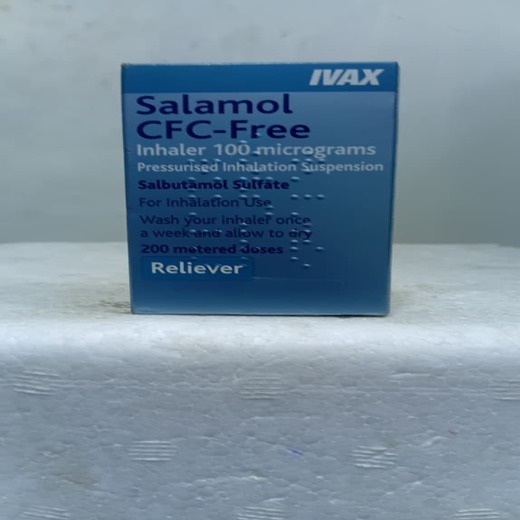 IVAX
Salamol
CFC-Free
Inhaler 100 micrograms
Pressurised Inhalation Suspension
Salbutamol Sulfate
For Inhalation Use
Wash your inhaler once
a week and allow to dry
200 metered doses
Reliever